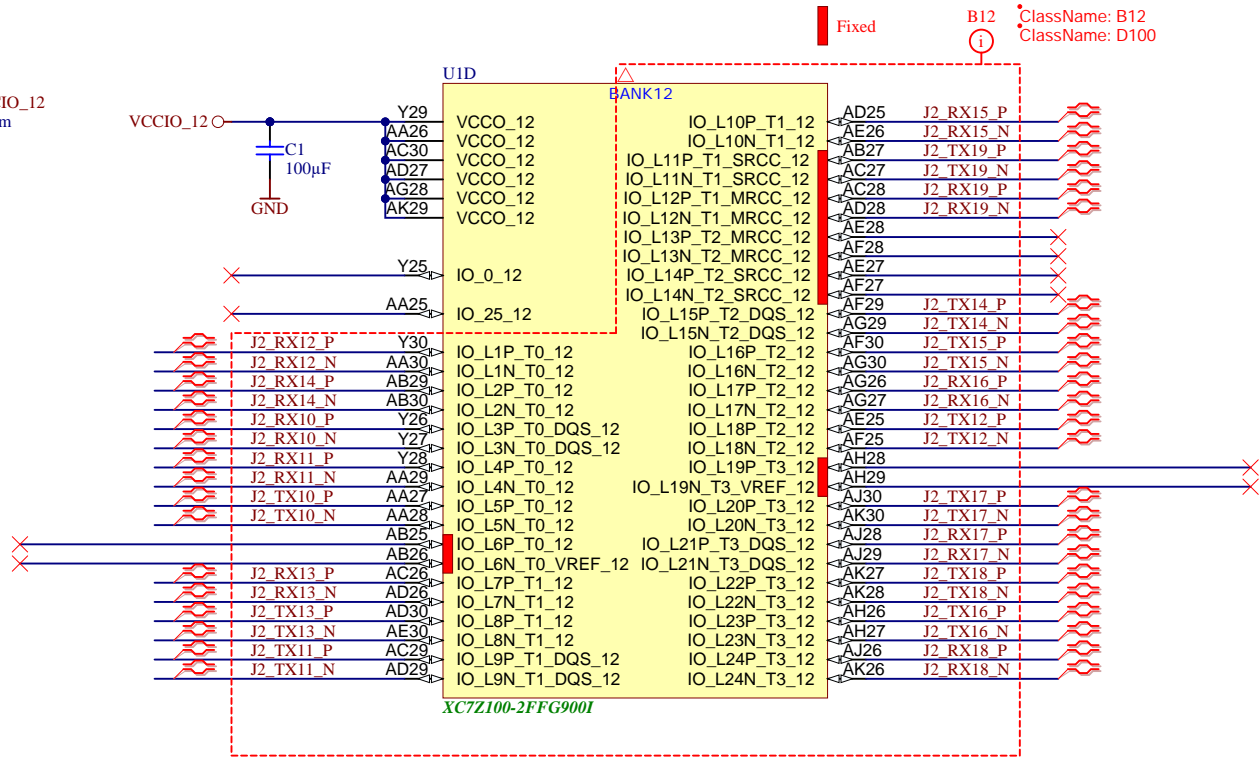 Fixed
B12
i
ClassName: B12
ClassName: D100
IO_12
m
U1D
BANK12
VCCIO_12
C1
100µF
GND
Y29 VCCO_12
AA26 VCCO_12
AC30 VCCO_12
AD27 VCCO_12
AG28 VCCO_12
AK29 VCCO_12
Y25 IO_0_12
AA25 IO_25_12
J2_RX12_P Y30 IO_L1P_T0_12
J2_RX12_N AA30 IO_L1N_T0_12
J2_RX14_P AB29 IO_L2P_T0_12
J2_RX14_N AB30 IO_L2N_T0_12
J2_RX10_P Y26 IO_L3P_T0_DQS_12
J2_RX10_N Y27 IO_L3N_T0_DQS_12
J2_RX11_P Y28 IO_L4P_T0_12
J2_RX11_N AA29 IO_L4N_T0_12
J2_TX10_P AA27 IO_L5P_T0_12
J2_TX10_N AA28 IO_L5N_T0_12
AB25 IO_L6P_T0_12
AB26 IO_L6N_T0_VREF_12
J2_RX13_P AC26 IO_L7P_T1_12
J2_RX13_N AD26 IO_L7N_T1_12
J2_TX13_P AD30 IO_L8P_T1_12
J2_TX13_N AE30 IO_L8N_T1_12
J2_TX11_P AC29 IO_L9P_T1_DQS_12
J2_TX11_N AD29 IO_L9N_T1_DQS_12
IO_L10P_T1_12 AD25 J2_RX15_P
IO_L10N_T1_12 AE26 J2_RX15_N
IO_L11P_T1_SRCC_12 AB27 J2_TX19_P
IO_L11N_T1_SRCC_12 AC27 J2_TX19_N
IO_L12P_T1_MRCC_12 AC28 J2_RX19_P
IO_L12N_T1_MRCC_12 AD28 J2_RX19_N
IO_L13P_T2_MRCC_12 AE28
IO_L13N_T2_MRCC_12 AF28
IO_L14P_T2_SRCC_12 AE27
IO_L14N_T2_SRCC_12 AF27
IO_L15P_T2_DQS_12 AF29 J2_TX14_P
IO_L15N_T2_DQS_12 AG29 J2_TX14_N
IO_L16P_T2_12 AF30 J2_TX15_P
IO_L16N_T2_12 AG30 J2_TX15_N
IO_L17P_T2_12 AG26 J2_RX16_P
IO_L17N_T2_12 AG27 J2_RX16_N
IO_L18P_T2_12 AE25 J2_TX12_P
IO_L18N_T2_12 AF25 J2_TX12_N
IO_L19P_T3_12 AH28
IO_L19N_T3_VREF_12 AH29
IO_L20P_T3_12 AJ30 J2_TX17_P
IO_L20N_T3_12 AK30 J2_TX17_N
IO_L21P_T3_DQS_12 AJ28 J2_RX17_P
IO_L21N_T3_DQS_12 AJ29 J2_RX17_N
IO_L22P_T3_12 AK27 J2_TX18_P
IO_L22N_T3_12 AK28 J2_TX18_N
IO_L23P_T3_12 AH26 J2_TX16_P
IO_L23N_T3_12 AH27 J2_TX16_N
IO_L24P_T3_12 AJ26 J2_RX18_P
IO_L24N_T3_12 AK26 J2_RX18_N
XC7Z100-2FFG900I